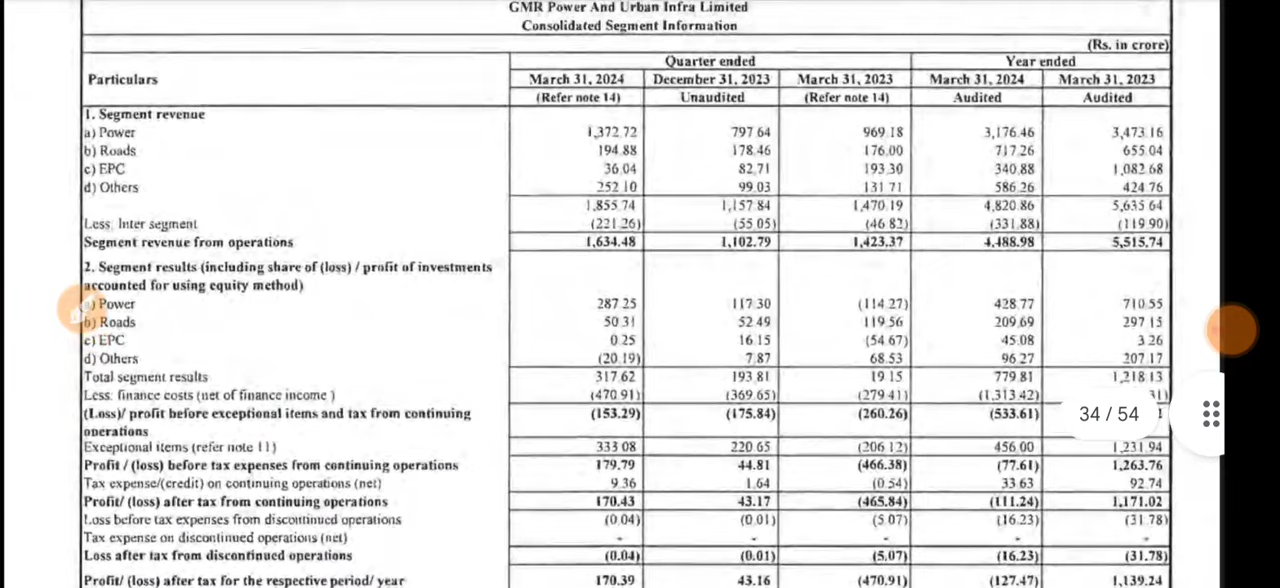 GMR Power And Urban Infra Limited
Consolidated Segment Information
(Rs. in crore)
Particulars Quarter ended Year ended
March 31, 2024 December 31, 2023 March 31, 2023 March 31, 2024 March 31, 2023
(Refer note 14) Unaudited (Refer note 14) Audited Audited
1. Segment revenue
a) Power 1,372.72 797.64 969.18 3,176.46 3,473.16
b) Roads 194.88 178.46 176.00 717.26 655.04
c) EPC 36.04 82.71 193.30 340.88 1,082.68
d) Others 252.10 99.03 131.71 586.26 424.76
1,855.74 1,157.84 1,470.19 4,820.86 5,635.64
Less: Inter segment (221.26) (55.05) (46.82) (331.88) (119.90)
Segment revenue from operations 1,634.48 1,102.79 1,423.37 4,488.98 5,515.74
2. Segment results (including share of (loss) / profit of investments
accounted for using equity method)
) Power 287.25 117.30 (114.27) 428.77 710.55
b) Roads 50.31 52.49 119.56 209.69 297.15
c) EPC 0.25 16.15 (54.67) 45.08 3.26
d) Others (20.19) 7.87 68.53 96.27 207.17
Total segment results 317.62 193.81 19.15 779.81 1,218.13
Less: finance costs (net of finance income ) (470.91) (369.65) (279.41) (1,313.42) 31)
(Loss)/ profit before exceptional items and tax from continuing (153.29) (175.84) (260.26) (533.61)
operations
34 / 54
Exceptional items (refer note 11) 333.08 220.65 (206.12) 456.00 1,231.94
Profit / (loss) before tax expenses from continuing operations 179.79 44.81 (466.38) (77.61) 1,263.76
Tax expense/(credit) on continuing operations (net) 9.36 1.64 (0.54) 33.63 92.74
Profit/ (loss) after tax from continuing operations 170.43 43.17 (465.84) (111.24) 1,171.02
Loss before tax expenses from discontinued operations (0.04) (0.01) (5.07) (16.23) (31.78)
Tax expense on discontinued operations (net) - - - - -
Loss after tax from discontinued operations (0.04) (0.01) (5.07) (16.23) (31.78)
Profit/ (loss) after tax for the respective period/ year 170.39 43.16 (470.91) (127.47) 1,139.24